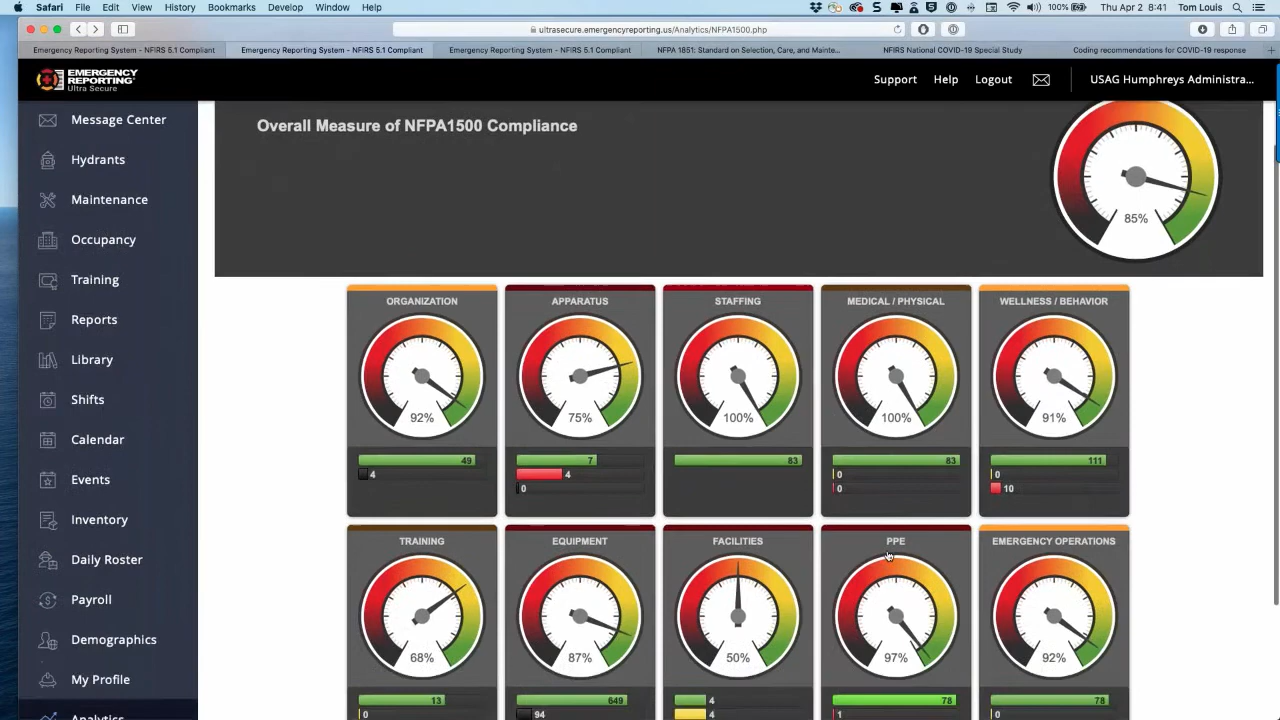 Safari File Edit View History Bookmarks Develop Window Help 100% Thu Apr 2 8:41 Tom Louis
ultrasecure.emergencyreporting.us/Analytics/NFPA1500.php
Emergency Reporting System - NFIRS 5.1 Compliant Emergency Reporting System - NFIRS 5.1 Compliant Emergency Reporting System - NFIRS 5.1 Compliant NFPA 1851: Standard on Selection, Care, and Mainte... NFIRS National COVID-19 Special Study Coding recommendations for COVID-19 response
EMERGENCY
REPORTING
Ultra Secure
Support Help Logout USAG Humphreys Administra...
Message Center
Hydrants
Maintenance
Occupancy
Training
Reports
Library
Shifts
Calendar
Events
Inventory
Daily Roster
Payroll
Demographics
My Profile
Analytics
Overall Measure of NFPA1500 Compliance
85%
ORGANIZATION
92%
49
4
APPARATUS
75%
7
4
0
STAFFING
100%
83
MEDICAL / PHYSICAL
100%
83
0
0
WELLNESS / BEHAVIOR
91%
111
0
10
TRAINING
68%
13
0
EQUIPMENT
87%
649
94
FACILITIES
50%
4
4
PPE
97%
78
1
EMERGENCY OPERATIONS
92%
78
0